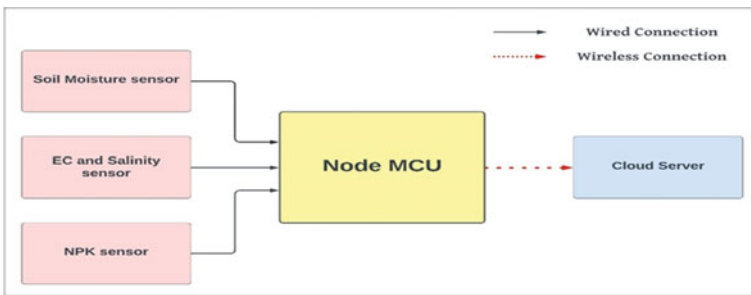 Wired Connection
Wireless Connection
Soil Moisture sensor
EC and Salinity
sensor
NPK sensor
Node MCU
Cloud Server